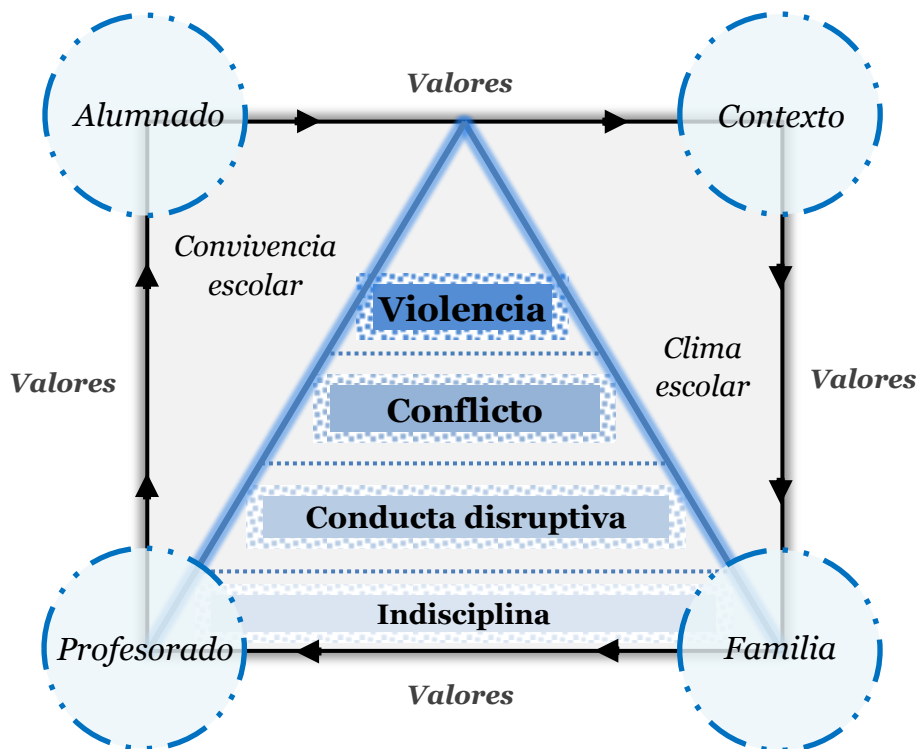 Valores
Alumnado
Contexto
Convivencia
escolar
Violencia
Clima
escolar
Valores
Valores
Conflicto
Conducta disruptiva
Indisciplina
Profesorado
Familia
Valores